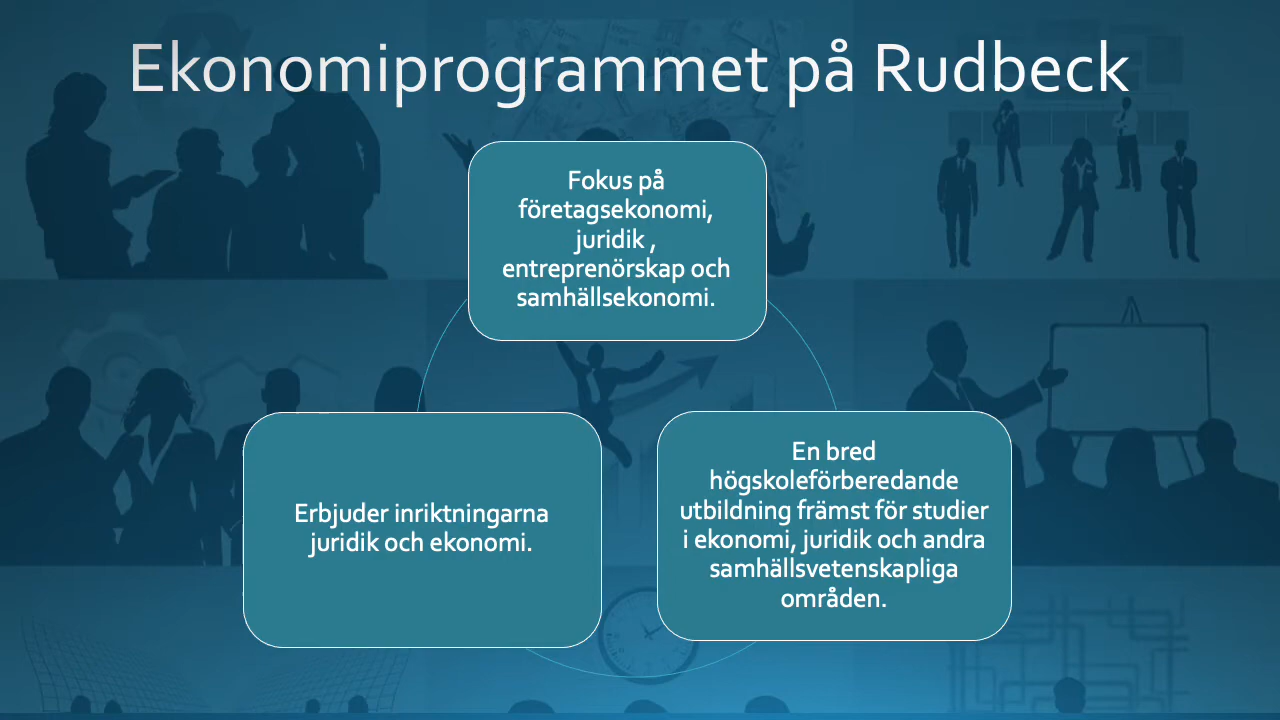 Ekonomiprogrammet på Rudbeck
Fokus på
företagsekonomi,
juridik ,
entreprenörskap och
samhällsekonomi.
Erbjuder inriktningarna
juridik och ekonomi.
En bred
högskoleförberedande
utbildning främst för studier
i ekonomi, juridik och andra
samhällsvetenskapliga
områden.